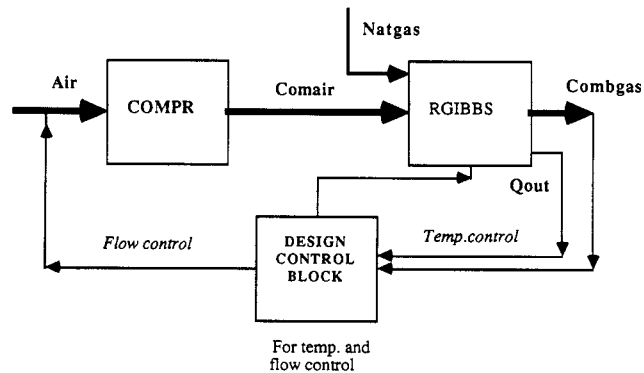 Natgas
Air
COMPR
Comair
RGIBBS
Combgas
Qout
Flow control
DESIGN
CONTROL
BLOCK
Temp.control
For temp. and
flow control